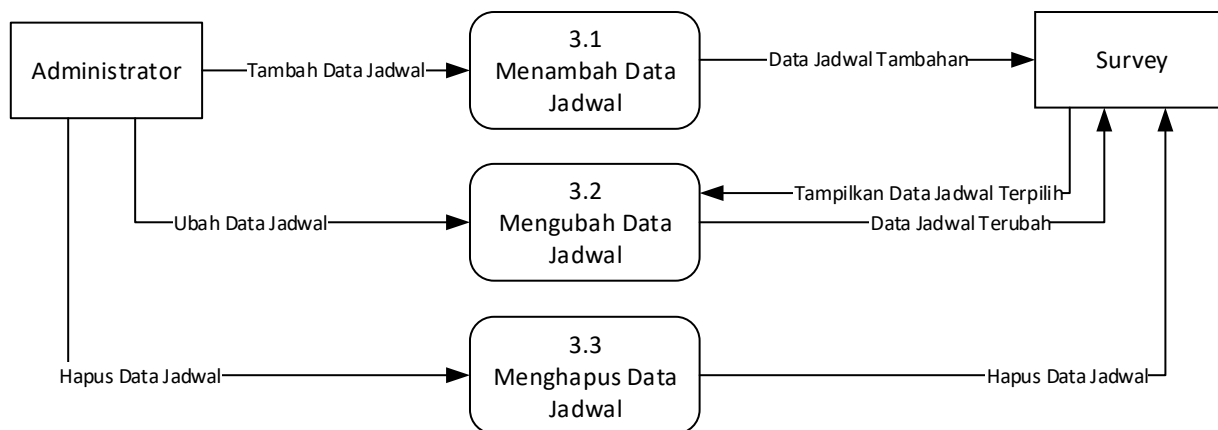 Administrator
Tambah Data Jadwal
3.1
Menambah Data
Jadwal
Data Jadwal Tambahan
Survey
Ubah Data Jadwal
3.2
Mengubah Data
Jadwal
Tampilkan Data Jadwal Terpilih
Data Jadwal Terubah
Hapus Data Jadwal
3.3
Menghapus Data
Jadwal
Hapus Data Jadwal